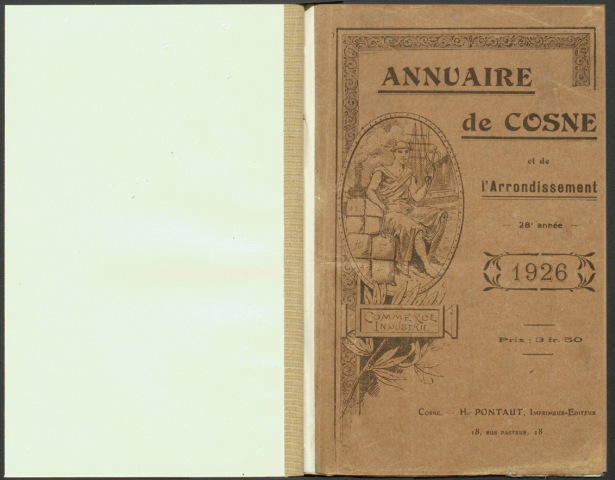 ANNUAIRE
de COSNE
et de
l'Arrondissement
— 28e année —
1926
COMMERCE
INDUSTRIE
Prix : 3 fr. 50
COSNE. — H. PONTAUT, IMPRIMEUR-EDITEUR
18, RUE PASTEUR, 18